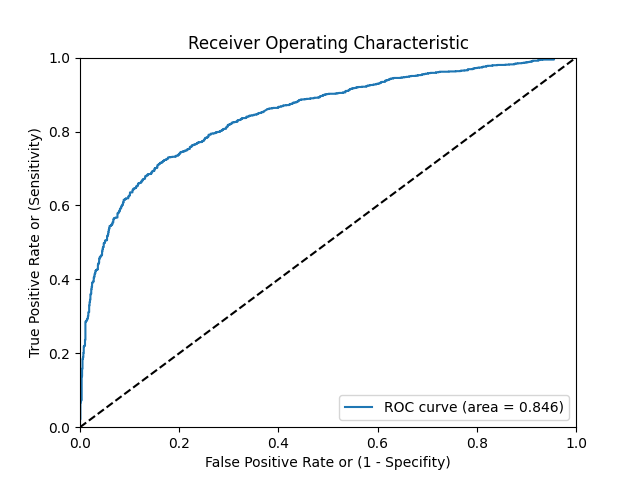 Receiver Operating Characteristic
1.0
0.8
0.6
0.4
0.2
0.0
True Positive Rate or (Sensitivity)
ROC curve (area = 0.846)
0.0 0.2 0.4 0.6 0.8 1.0
False Positive Rate or (1 - Specifity)